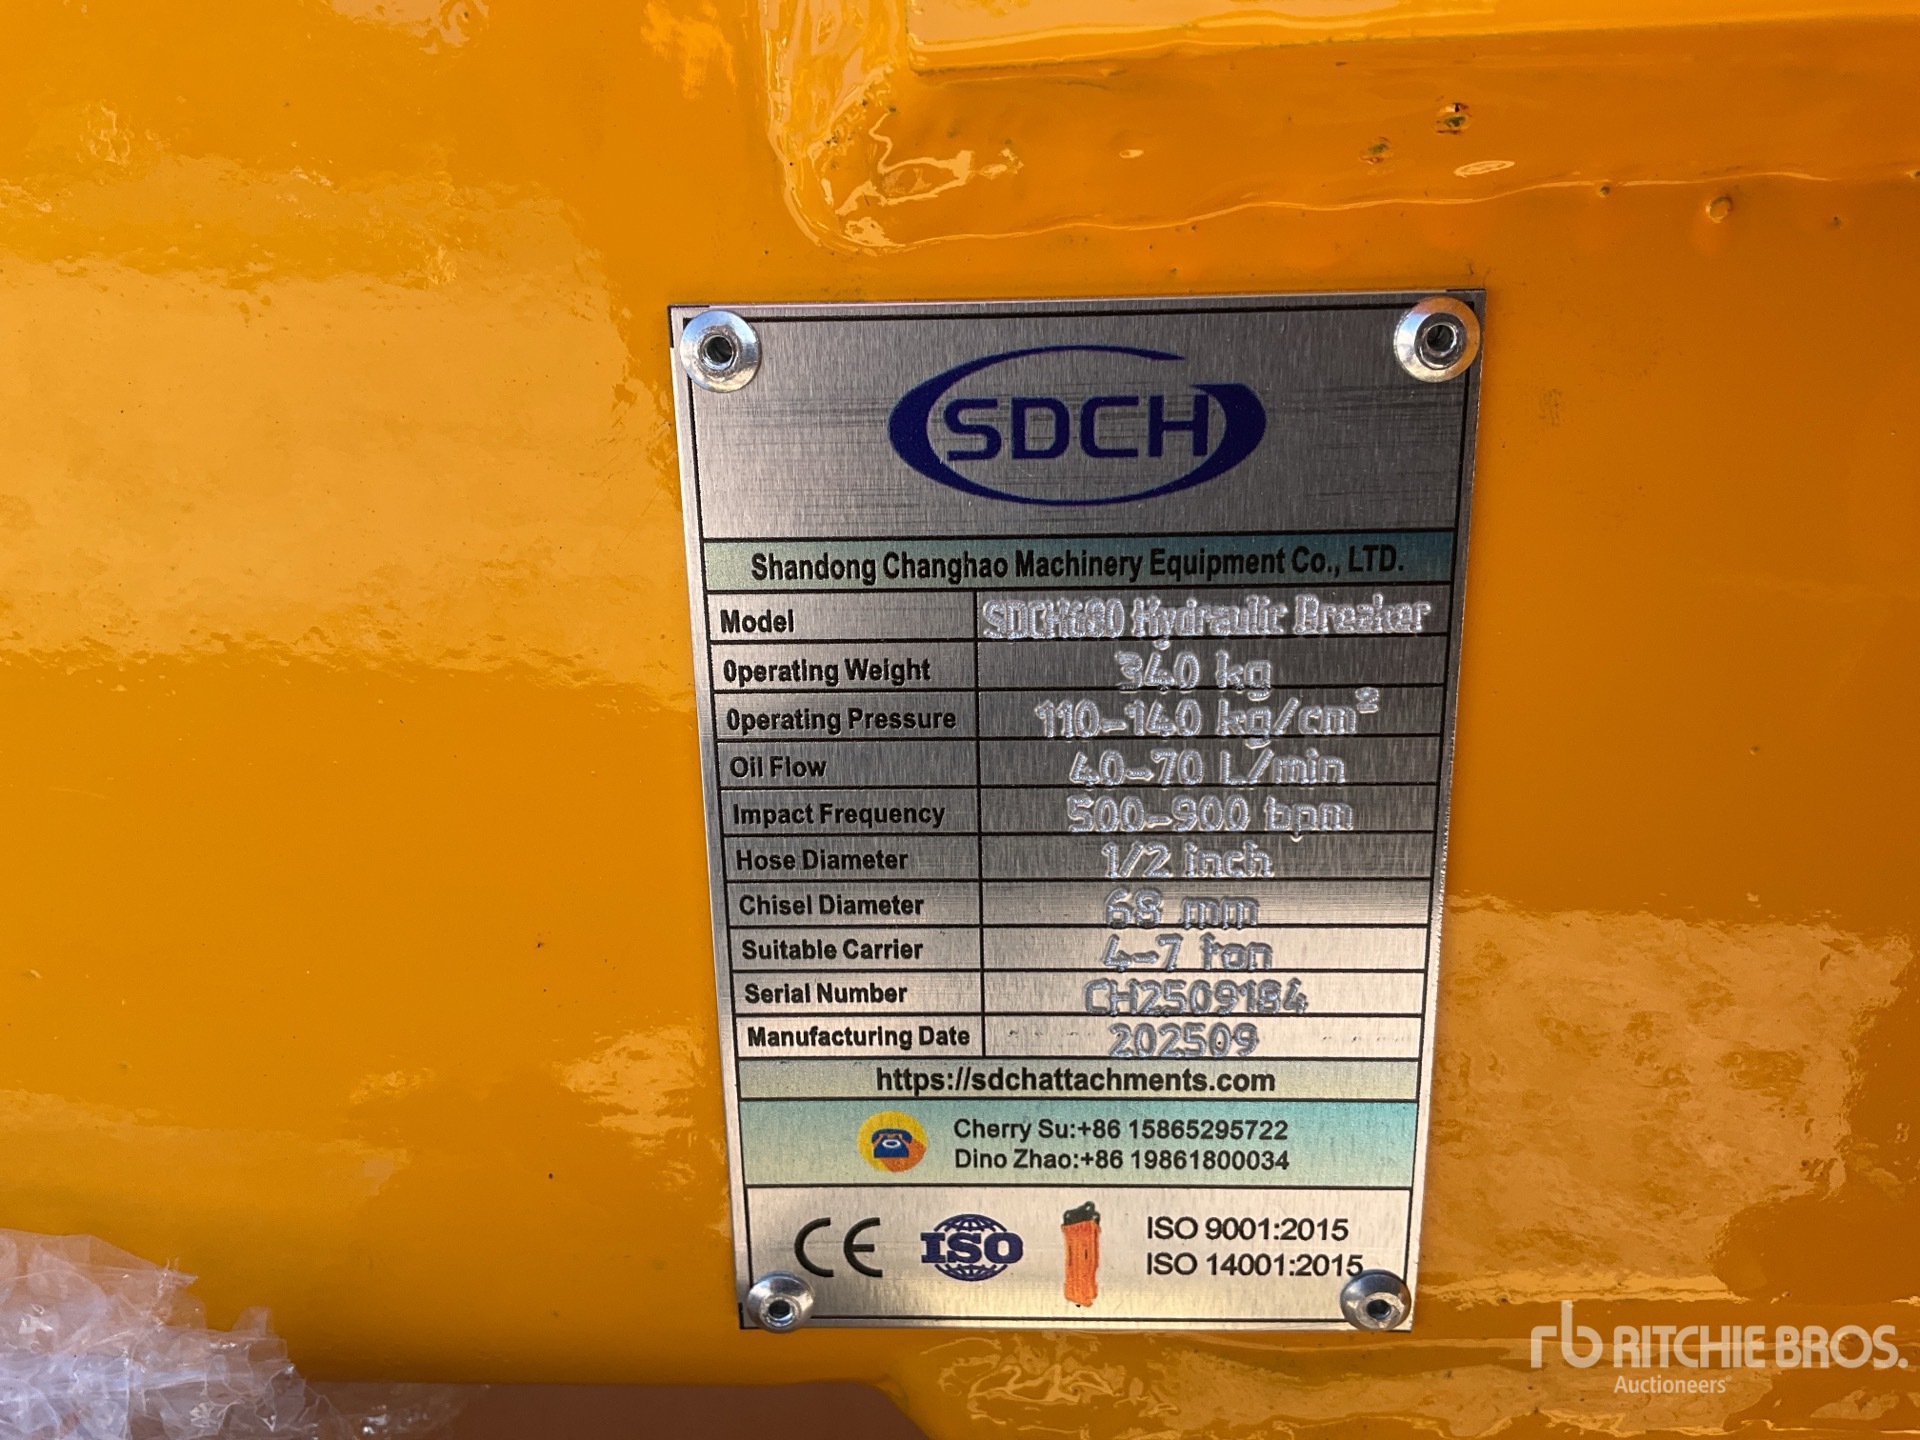 SDCH
Shandong Changhao Machinery Equipment Co., LTD.
Model SDCH680 Hydraulic Breaker
Operating Weight 340 kg
Operating Pressure 110-140 kg/cm²
Oil Flow 40-70 L/min
Impact Frequency 500-900 bpm
Hose Diameter 1/2 inch
Chisel Diameter 68 mm
Suitable Carrier 4-7 ton
Serial Number CH2509184
Manufacturing Date 202509
https://sdchattachments.com
Cherry Su:+86 15865295722
Dino Zhao:+86 19861800034
CE ISO ISO 9001:2015
ISO 14001:2015
rb RITCHIE BROS.
Auctioneers